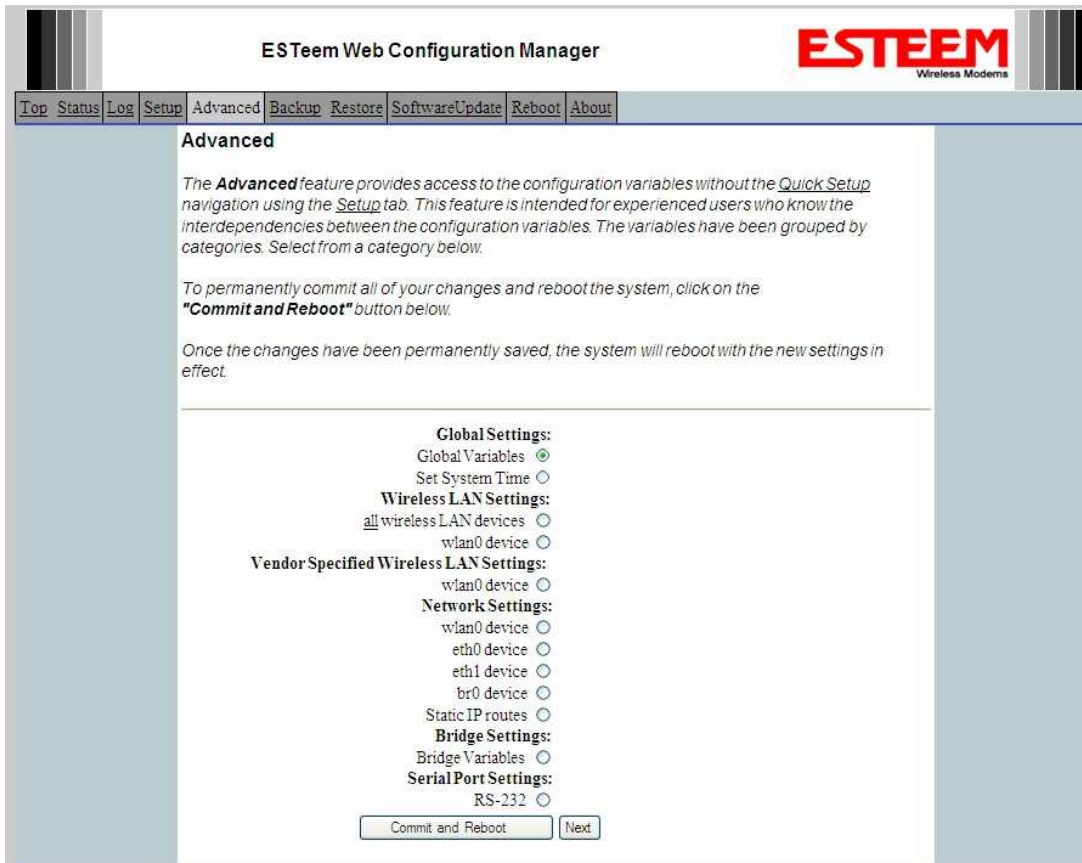 ESTeem Web Configuration Manager
ESTEEM
Wireless Modems
Top Status Log Setup Advanced Backup Restore SoftwareUpdate Reboot About
Advanced
The Advanced feature provides access to the configuration variables without the Quick Setup
navigation using the Setup tab. This feature is intended for experienced users who know the
interdependencies between the configuration variables. The variables have been grouped by
categories. Select from a category below.
To permanently commit all of your changes and reboot the system, click on the
"Commit and Reboot" button below.
Once the changes have been permanently saved, the system will reboot with the new settings in
effect.
Global Settings:
Global Variables
Set System Time
Wireless LAN Settings:
all wireless LAN devices
wlan0 device
Vendor Specified Wireless LAN Settings:
wlan0 device
Network Settings:
wlan0 device
eth0 device
eth1 device
br0 device
Static IP routes
Bridge Settings:
Bridge Variables
Serial Port Settings:
RS-232
Commit and Reboot Next